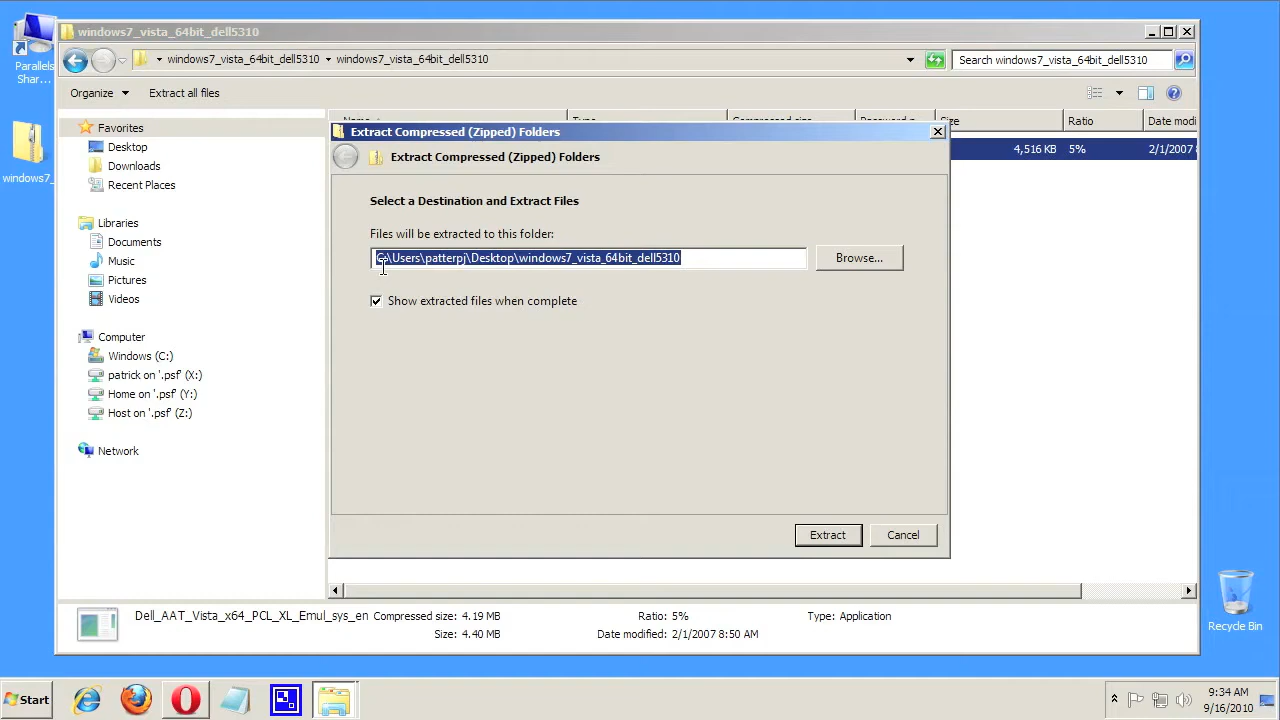 Parallels
Shar...
windows7_
windows7_vista_64bit_dell5310
windows7_vista_64bit_dell5310
windows7_vista_64bit_dell5310
Search windows7_vista_64bit_dell5310
Organize
Extract all files
Favorites
Desktop
Downloads
Recent Places
Libraries
Documents
Music
Pictures
Videos
Computer
Windows (C:)
patrick on '.psf' (X:)
Home on '.psf' (Y:)
Host on '.psf' (Z:)
Network
Size
Ratio
Date modi
4,516 KB
5%
2/1/2007
Extract Compressed (Zipped) Folders
Extract Compressed (Zipped) Folders
Select a Destination and Extract Files
Files will be extracted to this folder:
C:\Users\patterpj\Desktop\windows7_vista_64bit_dell5310
Browse...
Show extracted files when complete
Extract
Cancel
Dell_AAT_Vista_x64_PCL_XL_Emul_sys_en
Compressed size: 4.19 MB
Ratio: 5%
Type: Application
Size: 4.40 MB
Date modified: 2/1/2007 8:50 AM
Recycle Bin
Start
9:34 AM
9/16/2010